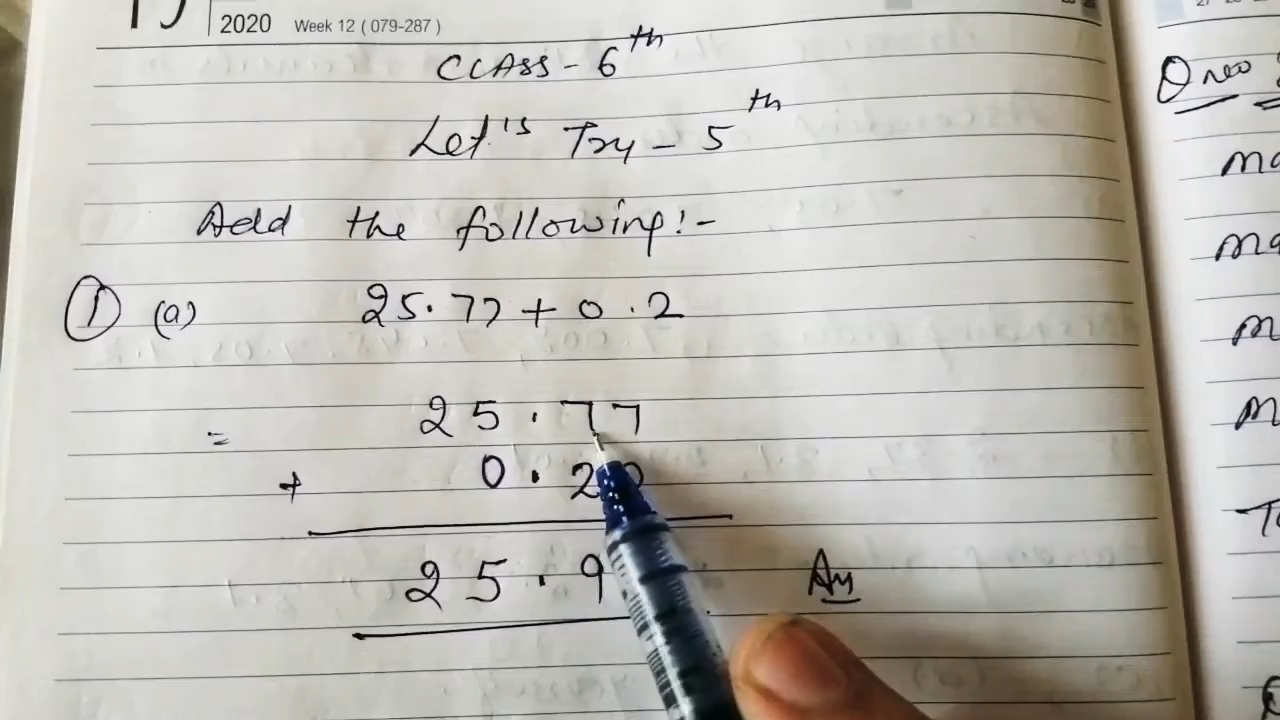 2020 Week 12 ( 079-287 )
CLASS - 6th
Let's Try - 5th
Add the following:-
① (a) 25.77 + 0.2
= 25.77
+ 0.20
25.9 Ans